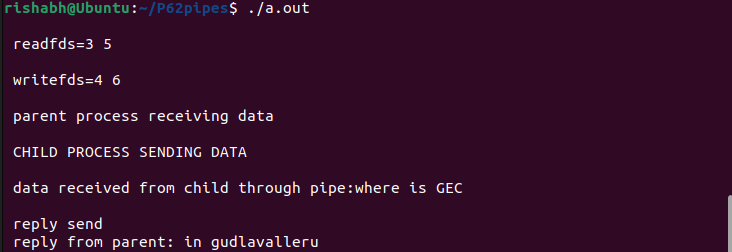 rishabh@Ubuntu:~/P62pipes$ ./a.out
readfds=3 5
writefds=4 6
parent process receiving data
CHILD PROCESS SENDING DATA
data received from child through pipe:where is GEC
reply send
reply from parent: in gudlavalleru